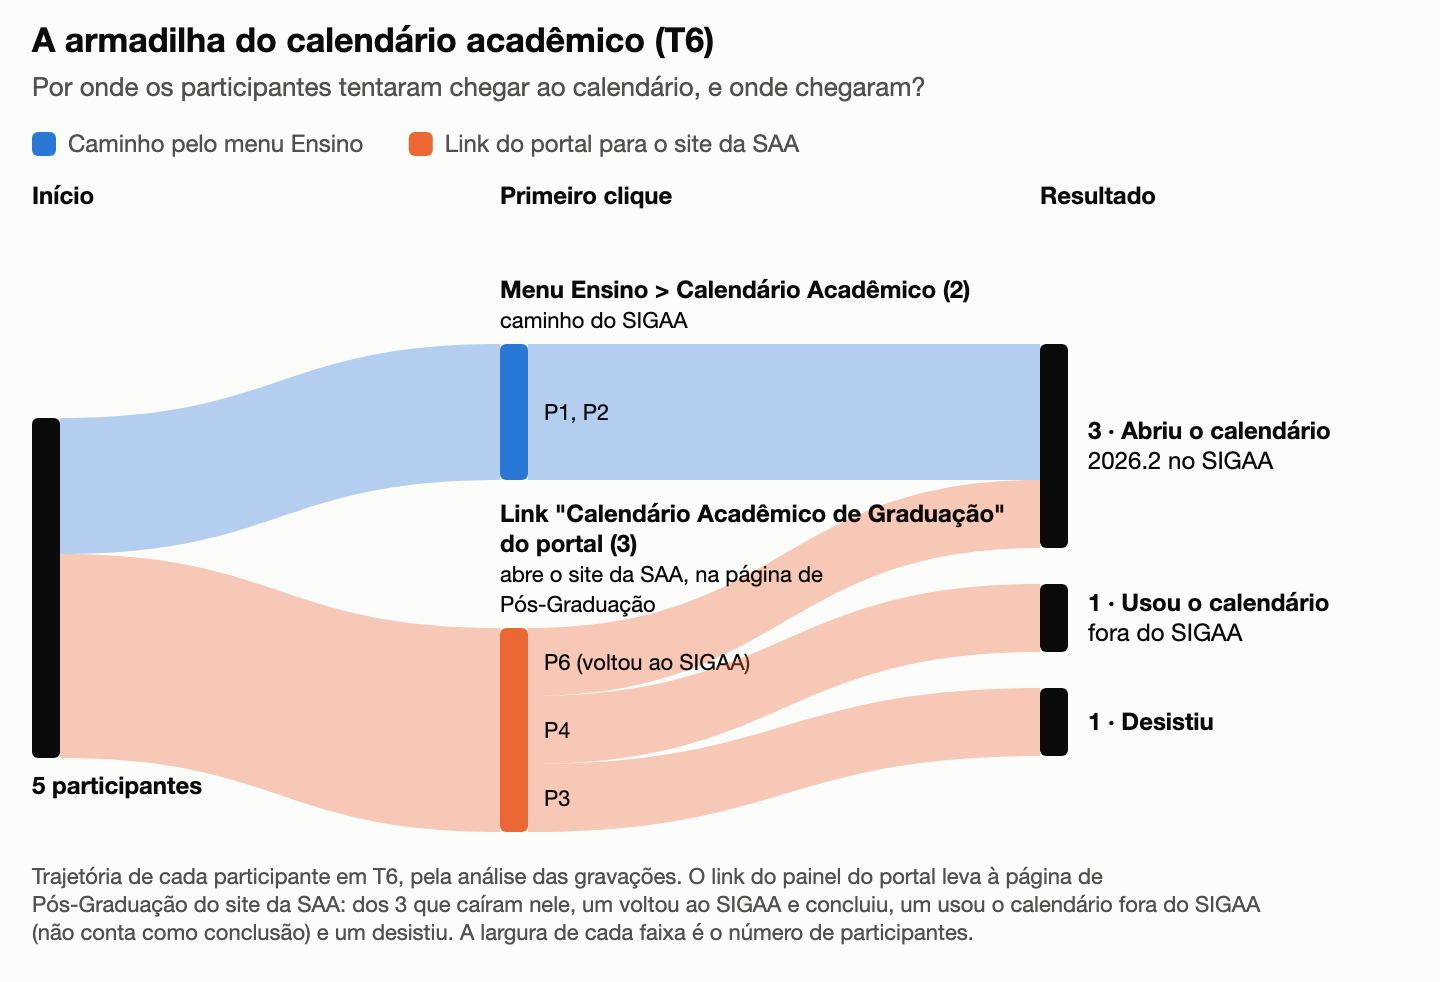 A armadilha do calendário acadêmico (T6)
Por onde os participantes tentaram chegar ao calendário, e onde chegaram?
Caminho pelo menu Ensino
Link do portal para o site da SAA
Início
Primeiro clique
Resultado
Menu Ensino > Calendário Acadêmico (2)
caminho do SIGAA
P1, P2
3 · Abriu o calendário
2026.2 no SIGAA
Link "Calendário Acadêmico de Graduação"
do portal (3)
abre o site da SAA, na página de
Pós-Graduação
1 · Usou o calendário
fora do SIGAA
P6 (voltou ao SIGAA)
P4
1 · Desistiu
P3
5 participantes
Trajetória de cada participante em T6, pela análise das gravações. O link do painel do portal leva à página de
Pós-Graduação do site da SAA: dos 3 que caíram nele, um voltou ao SIGAA e concluiu, um usou o calendário fora do SIGAA
(não conta como conclusão) e um desistiu. A largura de cada faixa é o número de participantes.